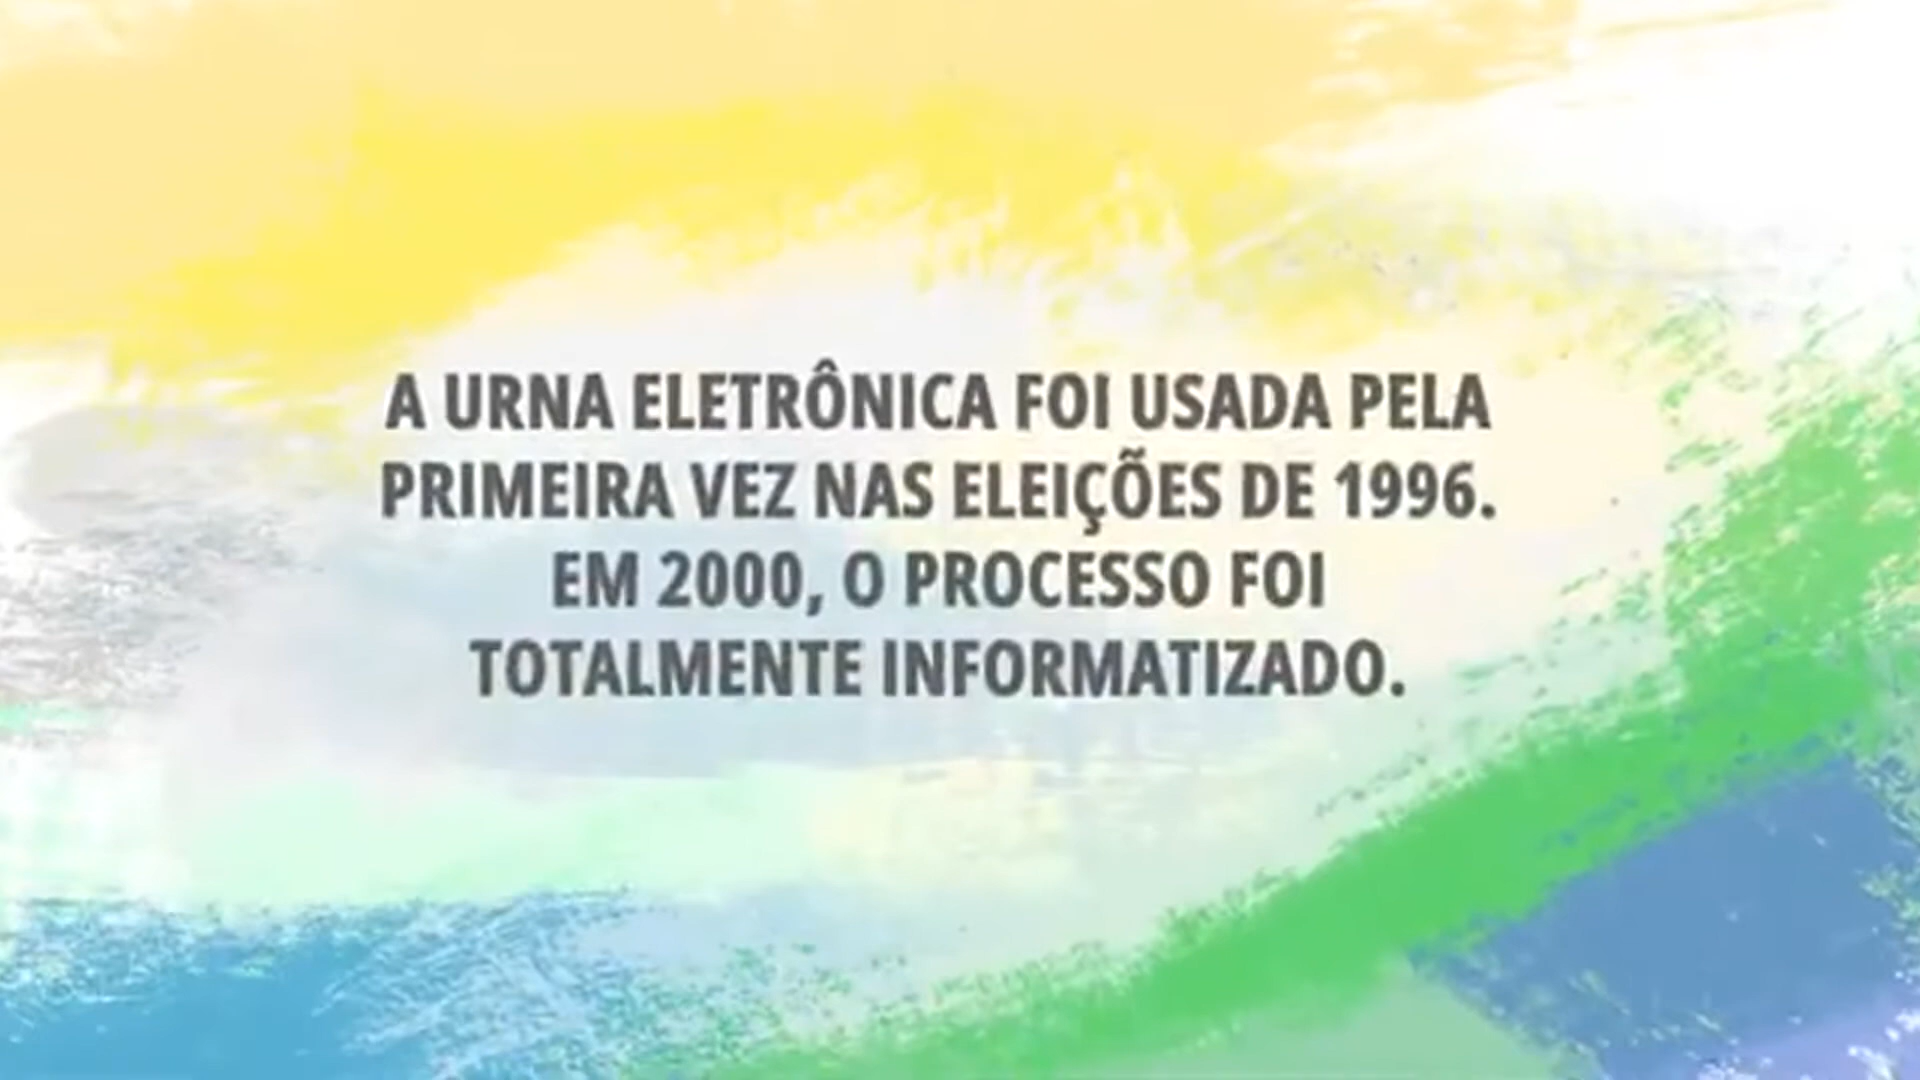 A URNA ELETRÔNICA FOI USADA PELA
PRIMEIRA VEZ NAS ELEIÇÕES DE 1996.
EM 2000, O PROCESSO FOI
TOTALMENTE INFORMATIZADO.